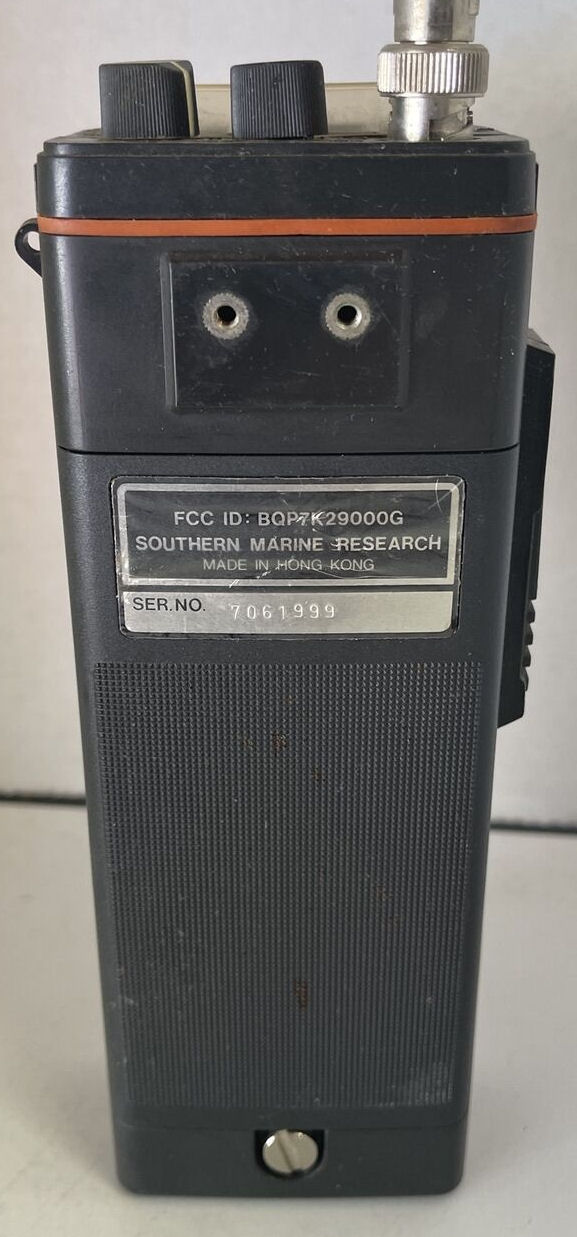 FCC ID: BQP7K29000G
SOUTHERN MARINE RESEARCH
MADE IN HONG KONG
SER.NO. 7061999